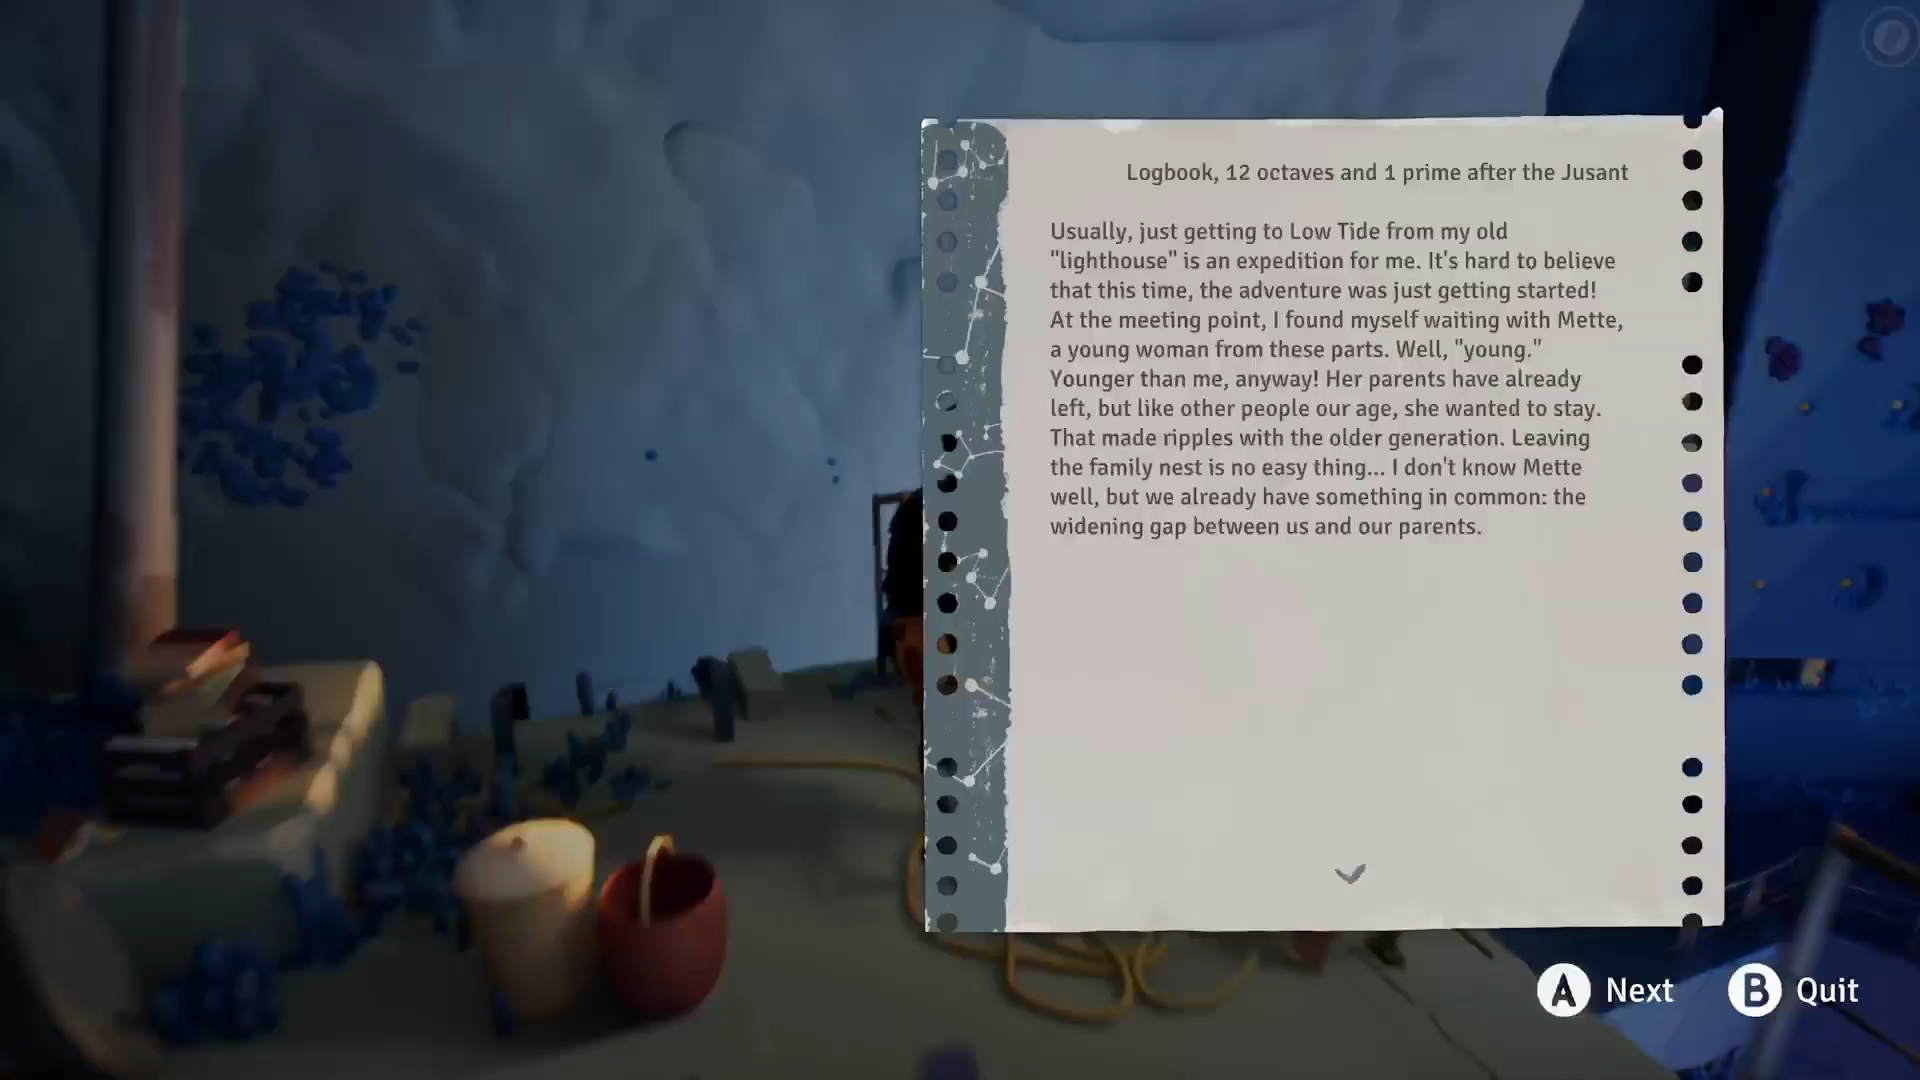 Logbook, 12 octaves and 1 prime after the Jusant
Usually, just getting to Low Tide from my old
"lighthouse" is an expedition for me. It's hard to believe
that this time, the adventure was just getting started!
At the meeting point, I found myself waiting with Mette,
a young woman from these parts. Well, "young."
Younger than me, anyway! Her parents have already
left, but like other people our age, she wanted to stay.
That made ripples with the older generation. Leaving
the family nest is no easy thing... I don't know Mette
well, but we already have something in common: the
widening gap between us and our parents.
A Next B Quit